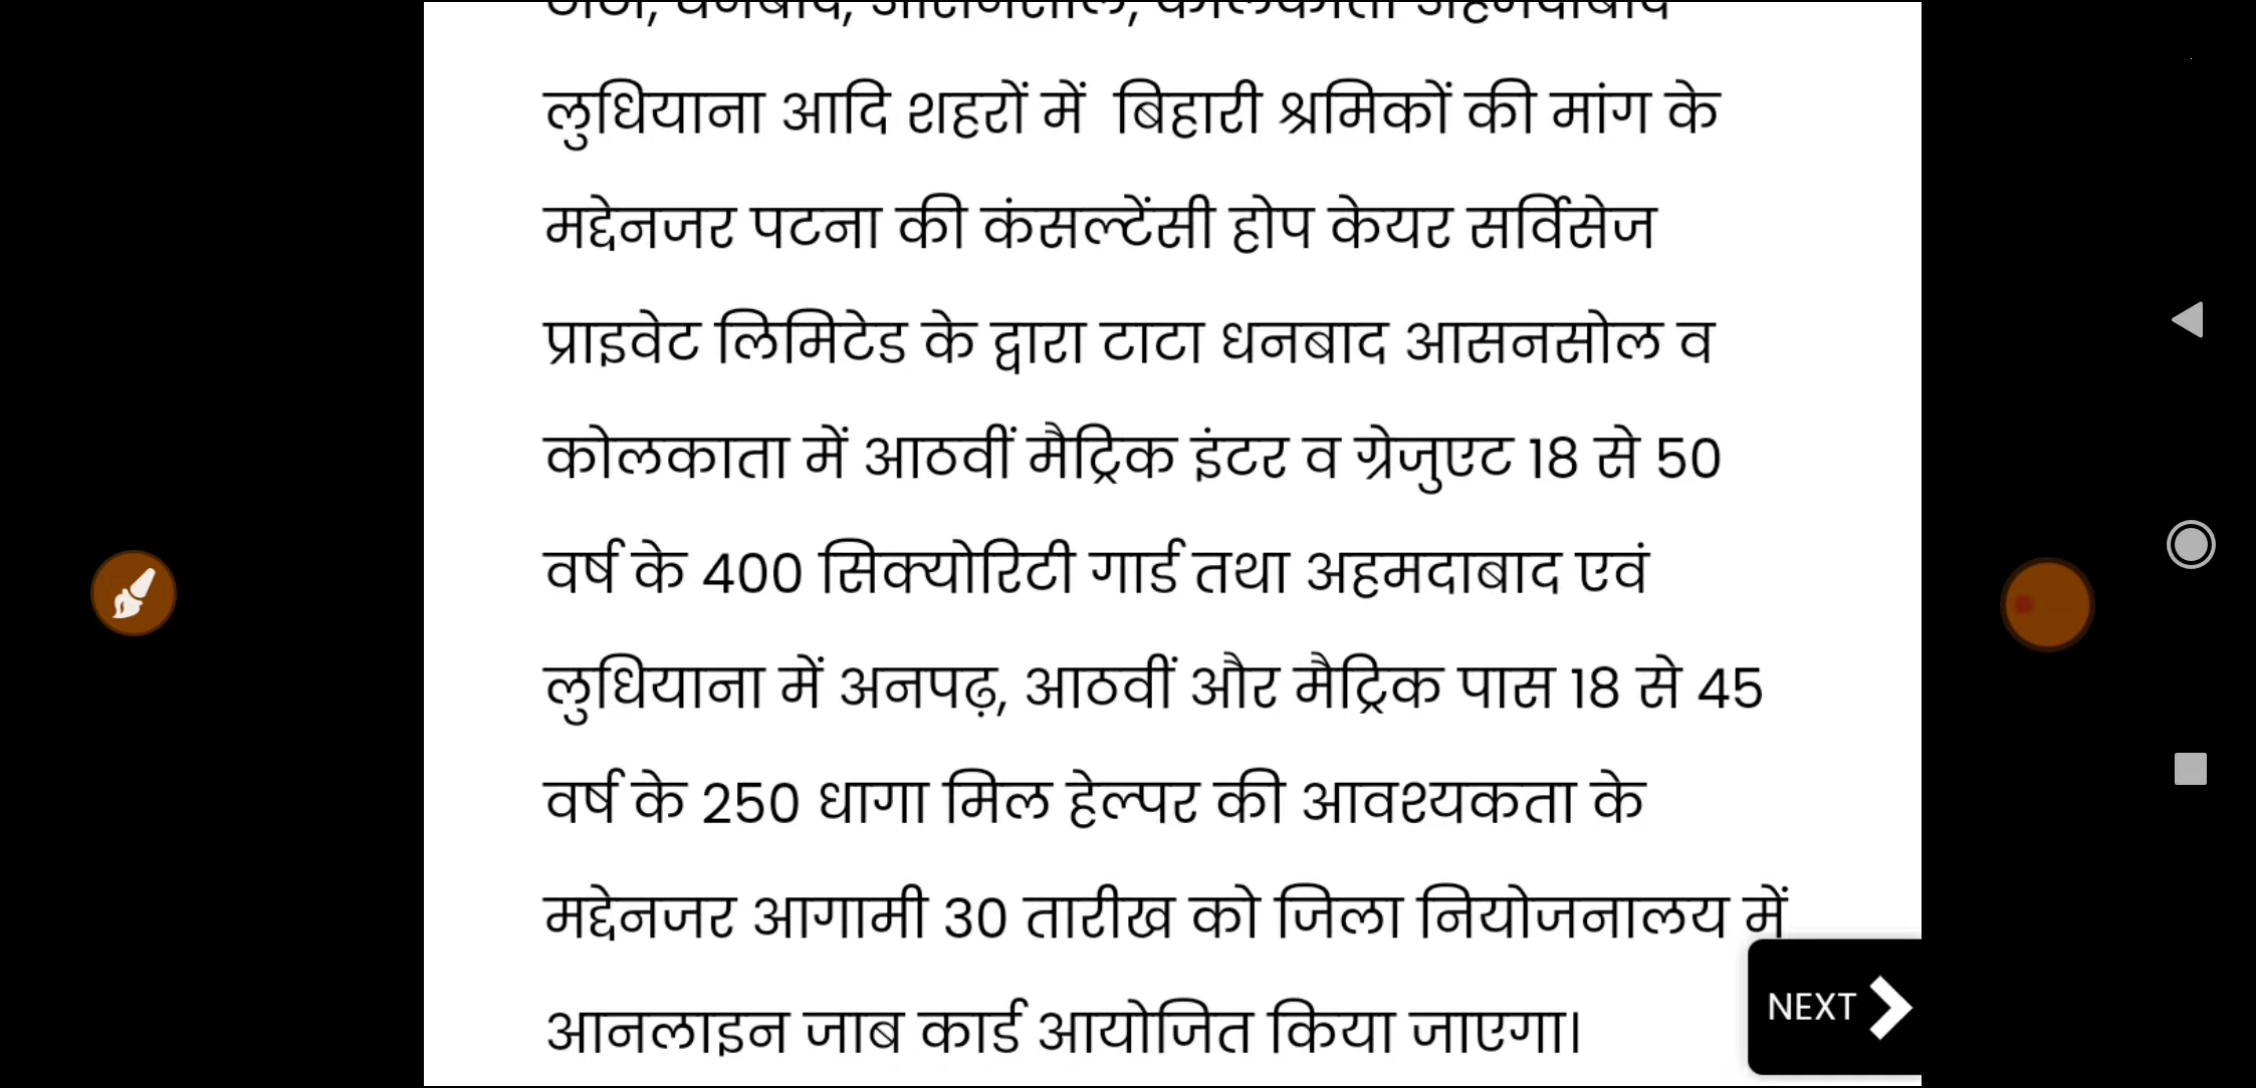 लुधियाना आदि शहरों में बिहारी श्रमिकों की मांग के
मद्देनजर पटना की कंसल्टेंसी होप केयर सर्विसेज
प्राइवेट लिमिटेड के द्वारा टाटा धनबाद आसनसोल व
कोलकाता में आठवीं मैट्रिक इंटर व ग्रेजुएट 18 से 50
वर्ष के 400 सिक्योरिटी गार्ड तथा अहमदाबाद एवं
लुधियाना में अनपढ़, आठवीं और मैट्रिक पास 18 से 45
वर्ष के 250 धागा मिल हेल्पर की आवश्यकता के
मद्देनजर आगामी 30 तारीख को जिला नियोजनालय में
आनलाइन जाब कार्ड आयोजित किया जाएगा।
NEXT